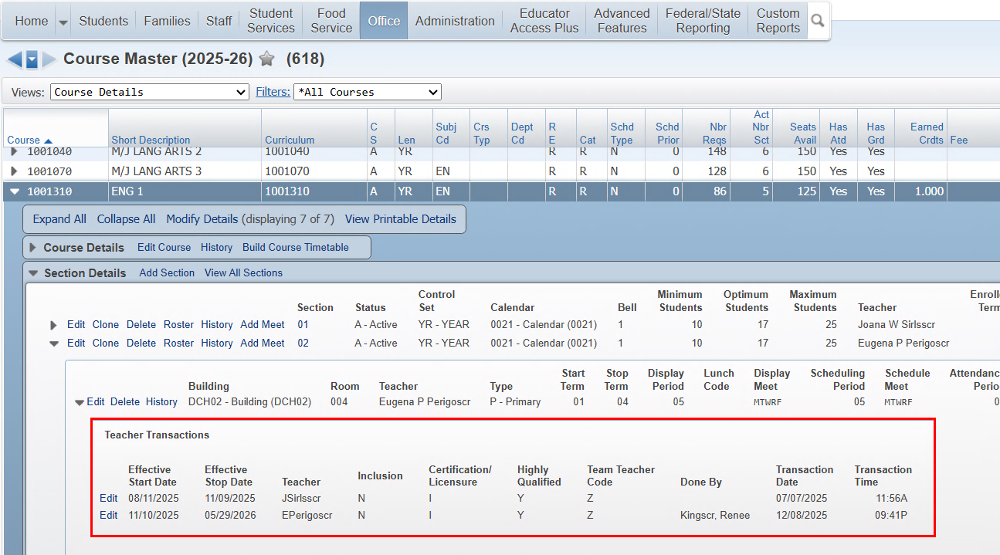 Home Students Families Staff Student Services Food Service Office Administration Educator Access Plus Advanced Features Federal/State Reporting Custom Reports
Course Master (2025-26) (618)
Views: Course Details Filters: *All Courses
Course Short Description Curriculum CS Len Subj Cd Crs Typ Dept Cd RE Cat Schd Type Schd Prior Nbr Reqs Act Nbr Sct Seats Avail Has Atd Has Grd Earned Crdts Fee
1001040 M/J LANG ARTS 2 1001040 A YR R R N 0 148 6 150 Yes Yes
1001070 M/J LANG ARTS 3 1001070 A YR EN R R N 0 128 6 150 Yes Yes
1001310 ENG 1 1001310 A YR EN R R N 0 86 5 125 Yes Yes 1.000
Expand All Collapse All Modify Details (displaying 7 of 7) View Printable Details
Course Details Edit Course History Build Course Timetable
Section Details Add Section View All Sections
Section Status Control Set Calendar Bell Minimum Students Optimum Students Maximum Students Teacher Enroll Term
Edit Clone Delete Roster History Add Meet 01 A - Active YR - YEAR 0021 - Calendar (0021) 1 10 17 25 Joana W Sirlsscr
Edit Clone Delete Roster History Add Meet 02 A - Active YR - YEAR 0021 - Calendar (0021) 1 10 17 25 Eugena P Perigoscr
Building Room Teacher Type Start Term Stop Term Display Period Lunch Code Display Meet Scheduling Period Schedule Meet Attendanc Perio
Edit Delete History DCH02 - Building (DCH02) 004 Eugena P Perigoscr P - Primary 01 04 05 MTWRF 05 MTWRF 0
Teacher Transactions
Effective Start Date Effective Stop Date Teacher Inclusion Certification/ Licensure Highly Qualified Team Teacher Code Done By Transaction Date Transaction Time
Edit 08/11/2025 11/09/2025 JSirlsscr N I Y Z 07/07/2025 11:56A
Edit 11/10/2025 05/29/2026 EPerigoscr N I Y Z Kingscr, Renee 12/08/2025 09:41P